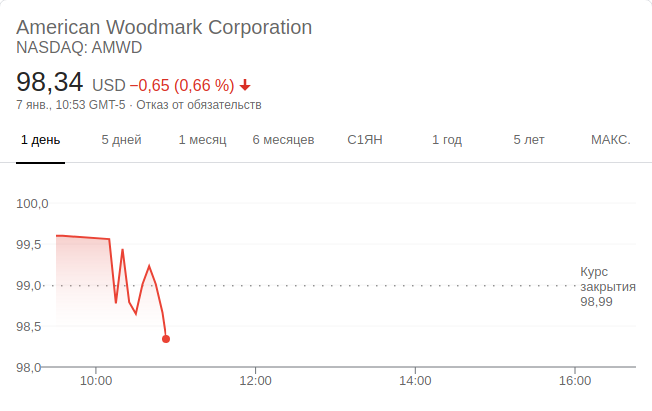 American Woodmark Corporation
NASDAQ: AMWD
98,34 USD −0,65 (0,66 %)
7 янв., 10:53 GMT-5 · Отказ от обязательств
1 день 5 дней 1 месяц 6 месяцев С1ЯН 1 год 5 лет МАКС.
100,0
99,5
99,0
98,5
98,0
Курс
закрытия
98,99
10:00 12:00 14:00 16:00